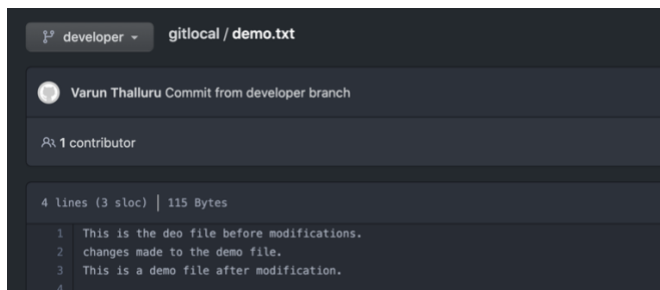 developer gitlocal / demo.txt
Varun Thalluru Commit from developer branch
1 contributor
4 lines (3 sloc) | 115 Bytes
1 This is the deo file before modifications.
2 changes made to the demo file.
3 This is a demo file after modification.
4